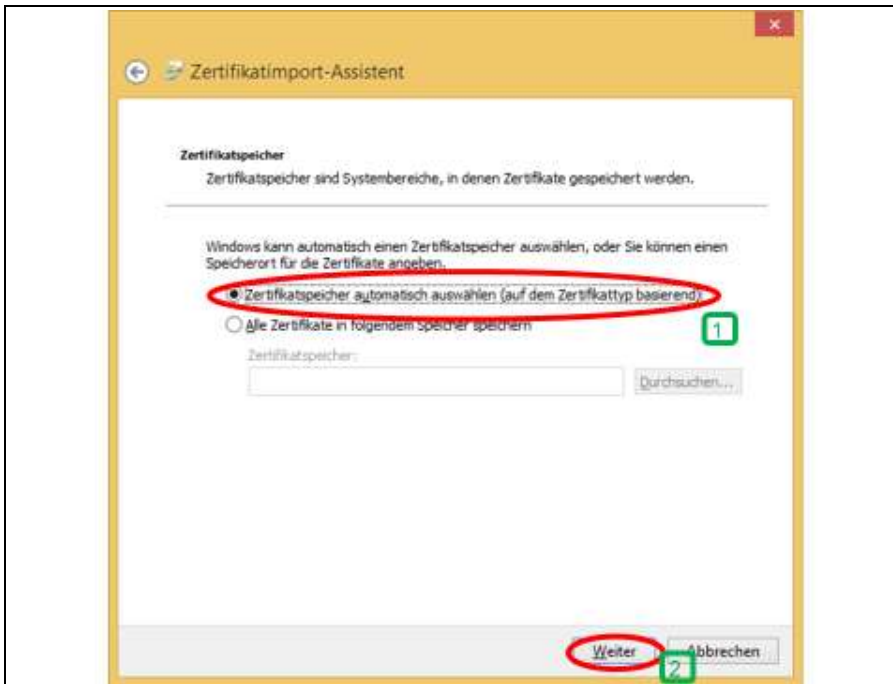 Zertifikatimport-Assistent
Zertifikatspeicher
Zertifikatspeicher sind Systembereiche, in denen Zertifikate gespeichert werden.
Windows kann automatisch einen Zertifikatspeicher auswählen, oder Sie können einen
Speicherort für die Zertifikate angeben.
Zertifikatspeicher automatisch auswählen (auf dem Zertifikattyp basierend)
1
Alle Zertifikate in folgendem Speicher speichern
Zertifikatspeicher:
Durchsuchen...
Weiter
2
Abbrechen